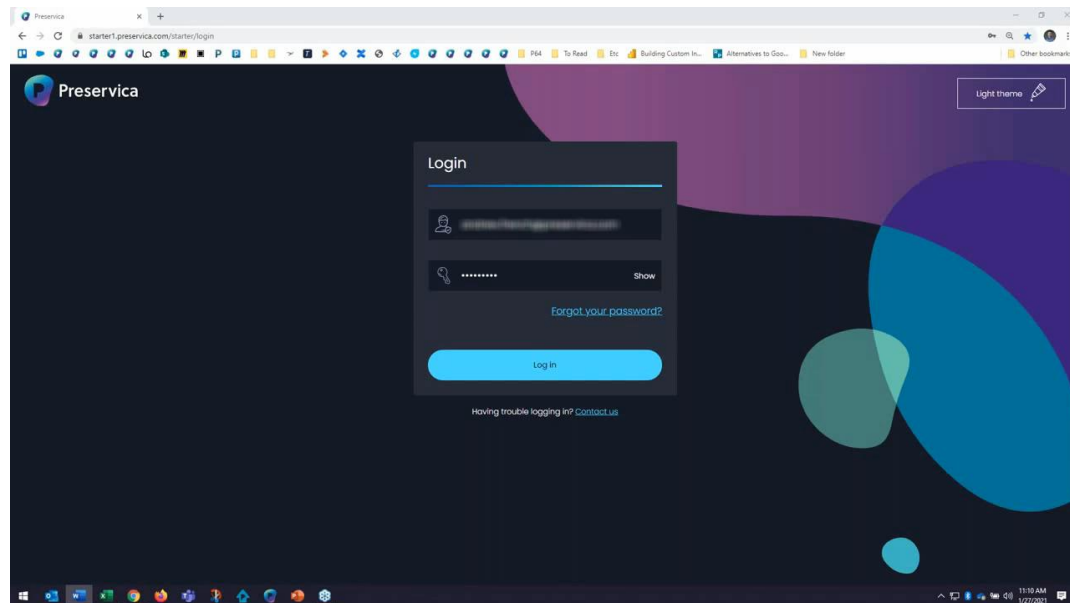 Preservica
starter1.preservica.com/starter/login
P64 To Read Etc Building Custom In... Alternatives to Goo... New folder Other bookmark
Preservica
Light theme
Login
Show
Forgot your password?
Log in
Having trouble logging in? Contact us
11:10 AM
1/27/2021